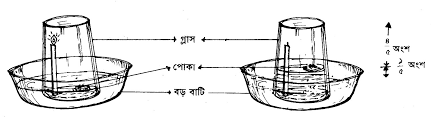 গ্লাস
পোকা
বড় বাটি
৪/৫ অংশ
১/৫ অংশ